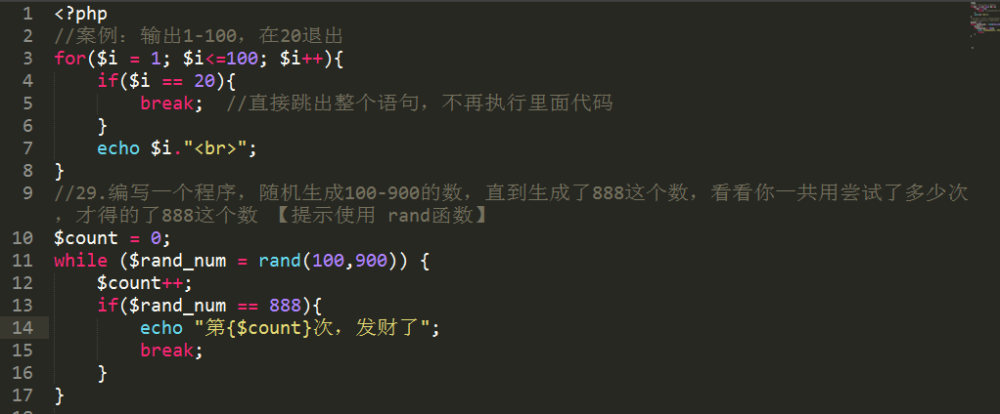 1 <?php
2 //案例：输出1-100，在20退出
3 for($i = 1; $i<=100; $i++){
4     if($i == 20){
5         break;  //直接跳出整个语句，不再执行里面代码
6     }
7     echo $i."<br>";
8 }
9 //29.编写一个程序，随机生成100-900的数，直到生成了888这个数，看看你一共用尝试了多少次
，才得的了888这个数 【提示使用 rand函数】
10 $count = 0;
11 while ($rand_num = rand(100,900)) {
12     $count++;
13     if($rand_num == 888){
14         echo "第{$count}次，发财了";
15         break;
16     }
17 }